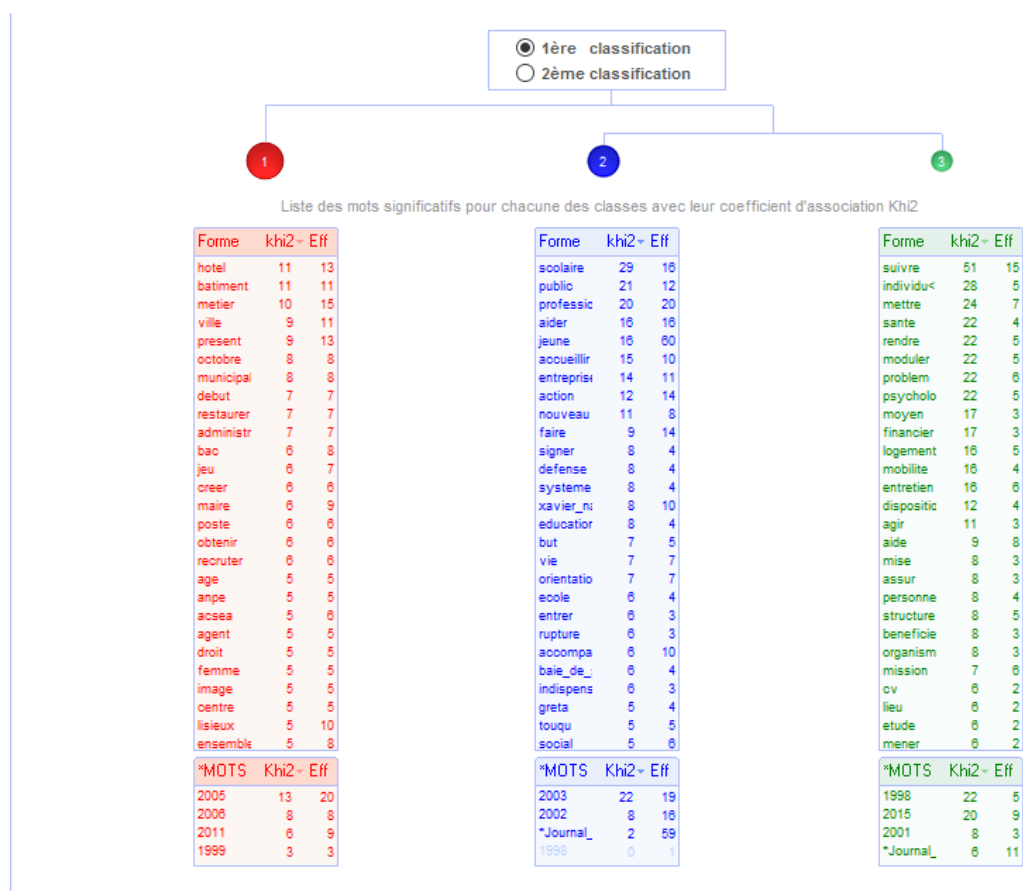 1ère classification
2ème classification
1
2
3
Liste des mots significatifs pour chacune des classes avec leur coefficient d'association Khi2
Forme khi2 Eff
hotel 11 13
batiment 11 11
metier 10 15
ville 9 11
present 9 13
octobre 8 8
municipal 8 8
debut 7 7
restaurer 7 7
administr 7 7
bac 6 8
jeu 6 7
creer 6 6
maire 6 9
poste 6 6
obtenir 6 6
recruter 6 6
age 5 5
anpe 5 5
acsea 5 6
agent 5 5
droit 5 5
femme 5 5
image 5 5
centre 5 5
lisieux 5 10
ensemble 5 8
*MOTS Khi2 Eff
2005 13 20
2006 8 8
2011 6 9
1999 3 3
Forme khi2 Eff
scolaire 29 16
public 21 12
professic 20 20
aider 16 16
jeune 16 60
accueillir 15 10
entreprise 14 11
action 12 14
nouveau 11 8
faire 9 14
signer 8 4
defense 8 4
systeme 8 4
xavier_na 8 10
education 8 4
but 7 5
vie 7 7
orientatio 7 7
ecole 6 4
entrer 6 3
rupture 6 3
accompa 6 10
baie_de_: 6 4
indispens 6 3
greta 5 4
touqu 5 5
social 5 6
*MOTS Khi2 Eff
2003 22 19
2002 8 16
*Journal_ 2 59
1998 0 1
Forme khi2 Eff
suivre 51 15
individu< 28 5
mettre 24 7
sante 22 4
rendre 22 5
moduler 22 5
problem 22 6
psycholo 22 5
moyen 17 3
financier 17 3
logement 16 5
mobilite 16 4
entretien 16 6
dispositic 12 4
agir 11 3
aide 9 8
mise 8 3
assur 8 3
personne 8 4
structure 8 5
beneficie 8 3
organism 8 3
mission 7 6
cv 6 2
lieu 6 2
etude 6 2
mener 6 2
*MOTS Khi2 Eff
1998 22 5
2015 20 9
2001 8 3
*Journal_ 6 11